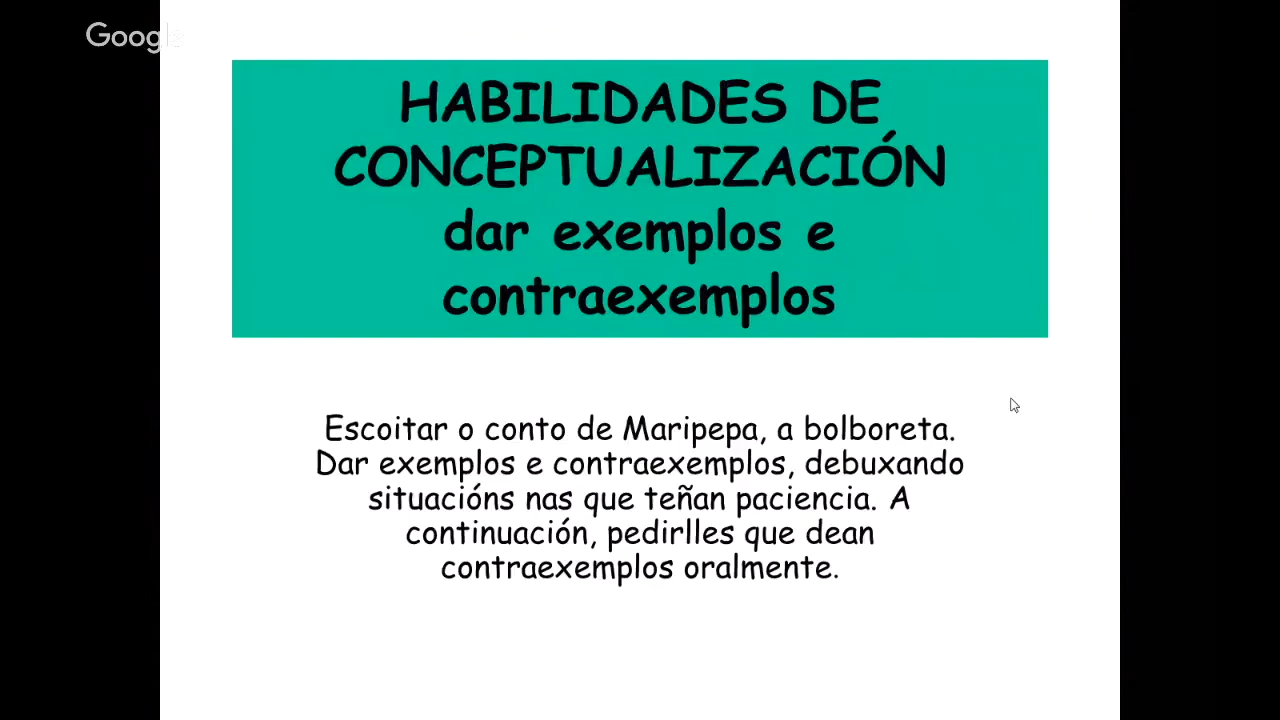 Google
HABILIDADES DE
CONCEPTUALIZACIÓN
dar exemplos e
contraexemplos
Escoitar o conto de Maripepa, a bolboreta.
Dar exemplos e contraexemplos, debuxando
situacións nas que teñan paciencia. A
continuación, pedirlles que dean
contraexemplos oralmente.